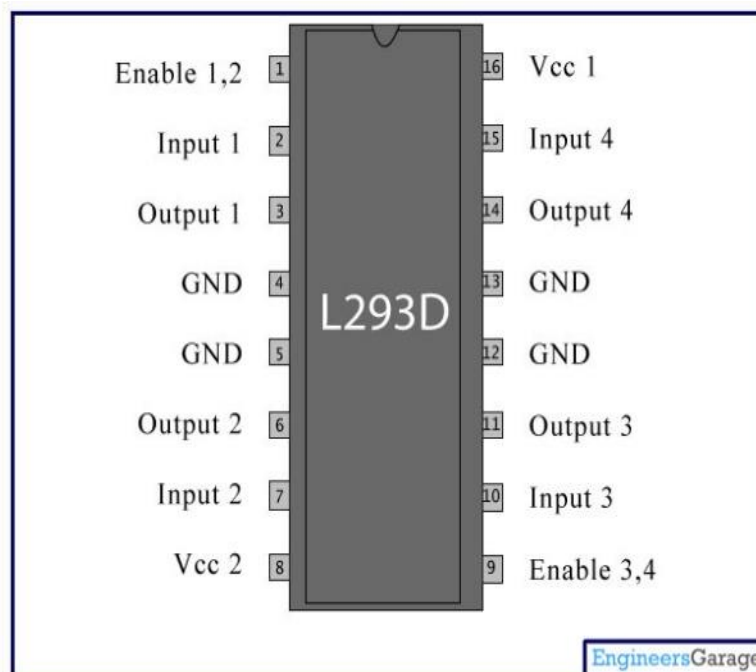 Enable 1,2 1 16 Vcc 1
Input 1 2 15 Input 4
Output 1 3 14 Output 4
GND 4 13 GND
L293D
GND 5 12 GND
Output 2 6 11 Output 3
Input 2 7 10 Input 3
Vcc 2 8 9 Enable 3,4
EngineersGarage